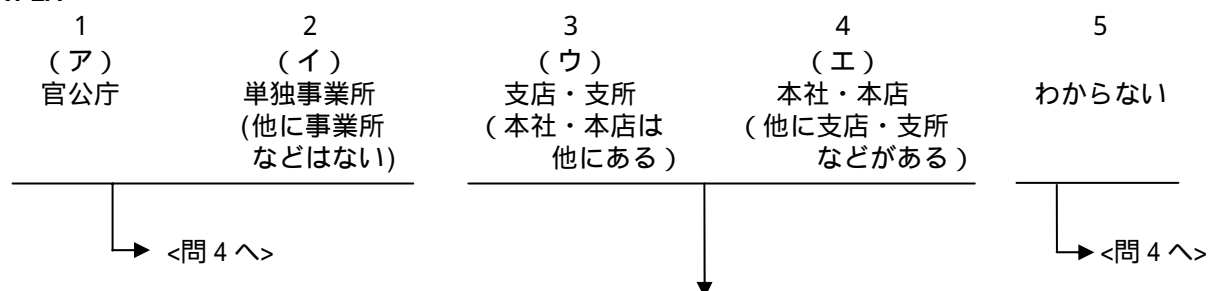 1 2 3 4 5
(ア) (イ) (ウ) (エ)
官公庁 単独事業所 支店・支所 本社・本店 わからない
(他に事業所 (本社・本店は (他に支店・支所
などはない) 他にある) などがある)
<問4へ> <問4へ>